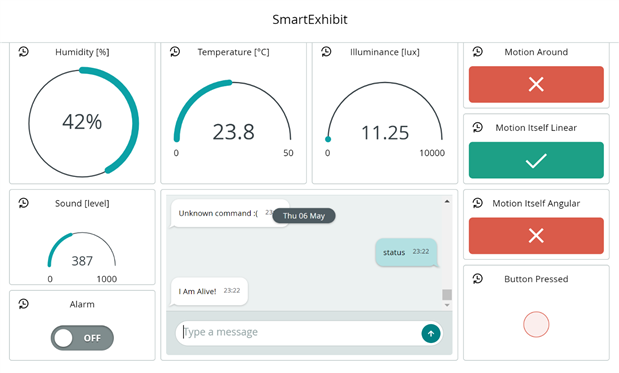 SmartExhibit
Humidity [%]
42%
Temperature [°C]
23.8
0
50
Illuminance [lux]
11.25
0
10000
Motion Around
Motion Itself Linear
Sound [level]
387
0
1000
Unknown command :(
Thu 06 May
status 23:22
I Am Alive! 23:22
Type a message
Motion Itself Angular
Alarm
OFF
Button Pressed